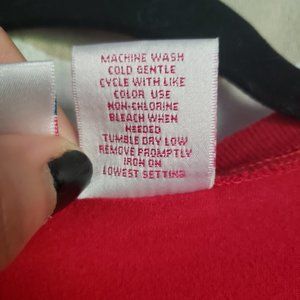 MACHINE WASH
COLD GENTLE
CYCLE WITH LIKE
COLOR USE
NON-CHLORINE
BLEACH WHEN
NEEDED
TUMBLE DRY LOW
REMOVE PROMPTLY
IRON ON
LOWEST SETTING